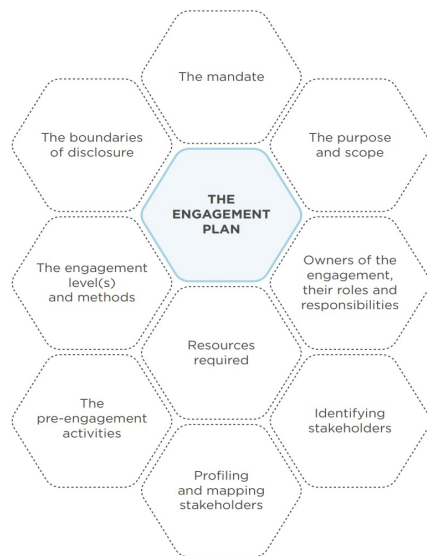 The mandate
The boundaries
of disclosure
The purpose
and scope
THE
ENGAGEMENT
PLAN
The engagement
level(s)
and methods
Owners of the
engagement,
their roles and
responsibilities
Resources
required
The
pre-engagement
activities
Identifying
stakeholders
Profiling
and mapping
stakeholders